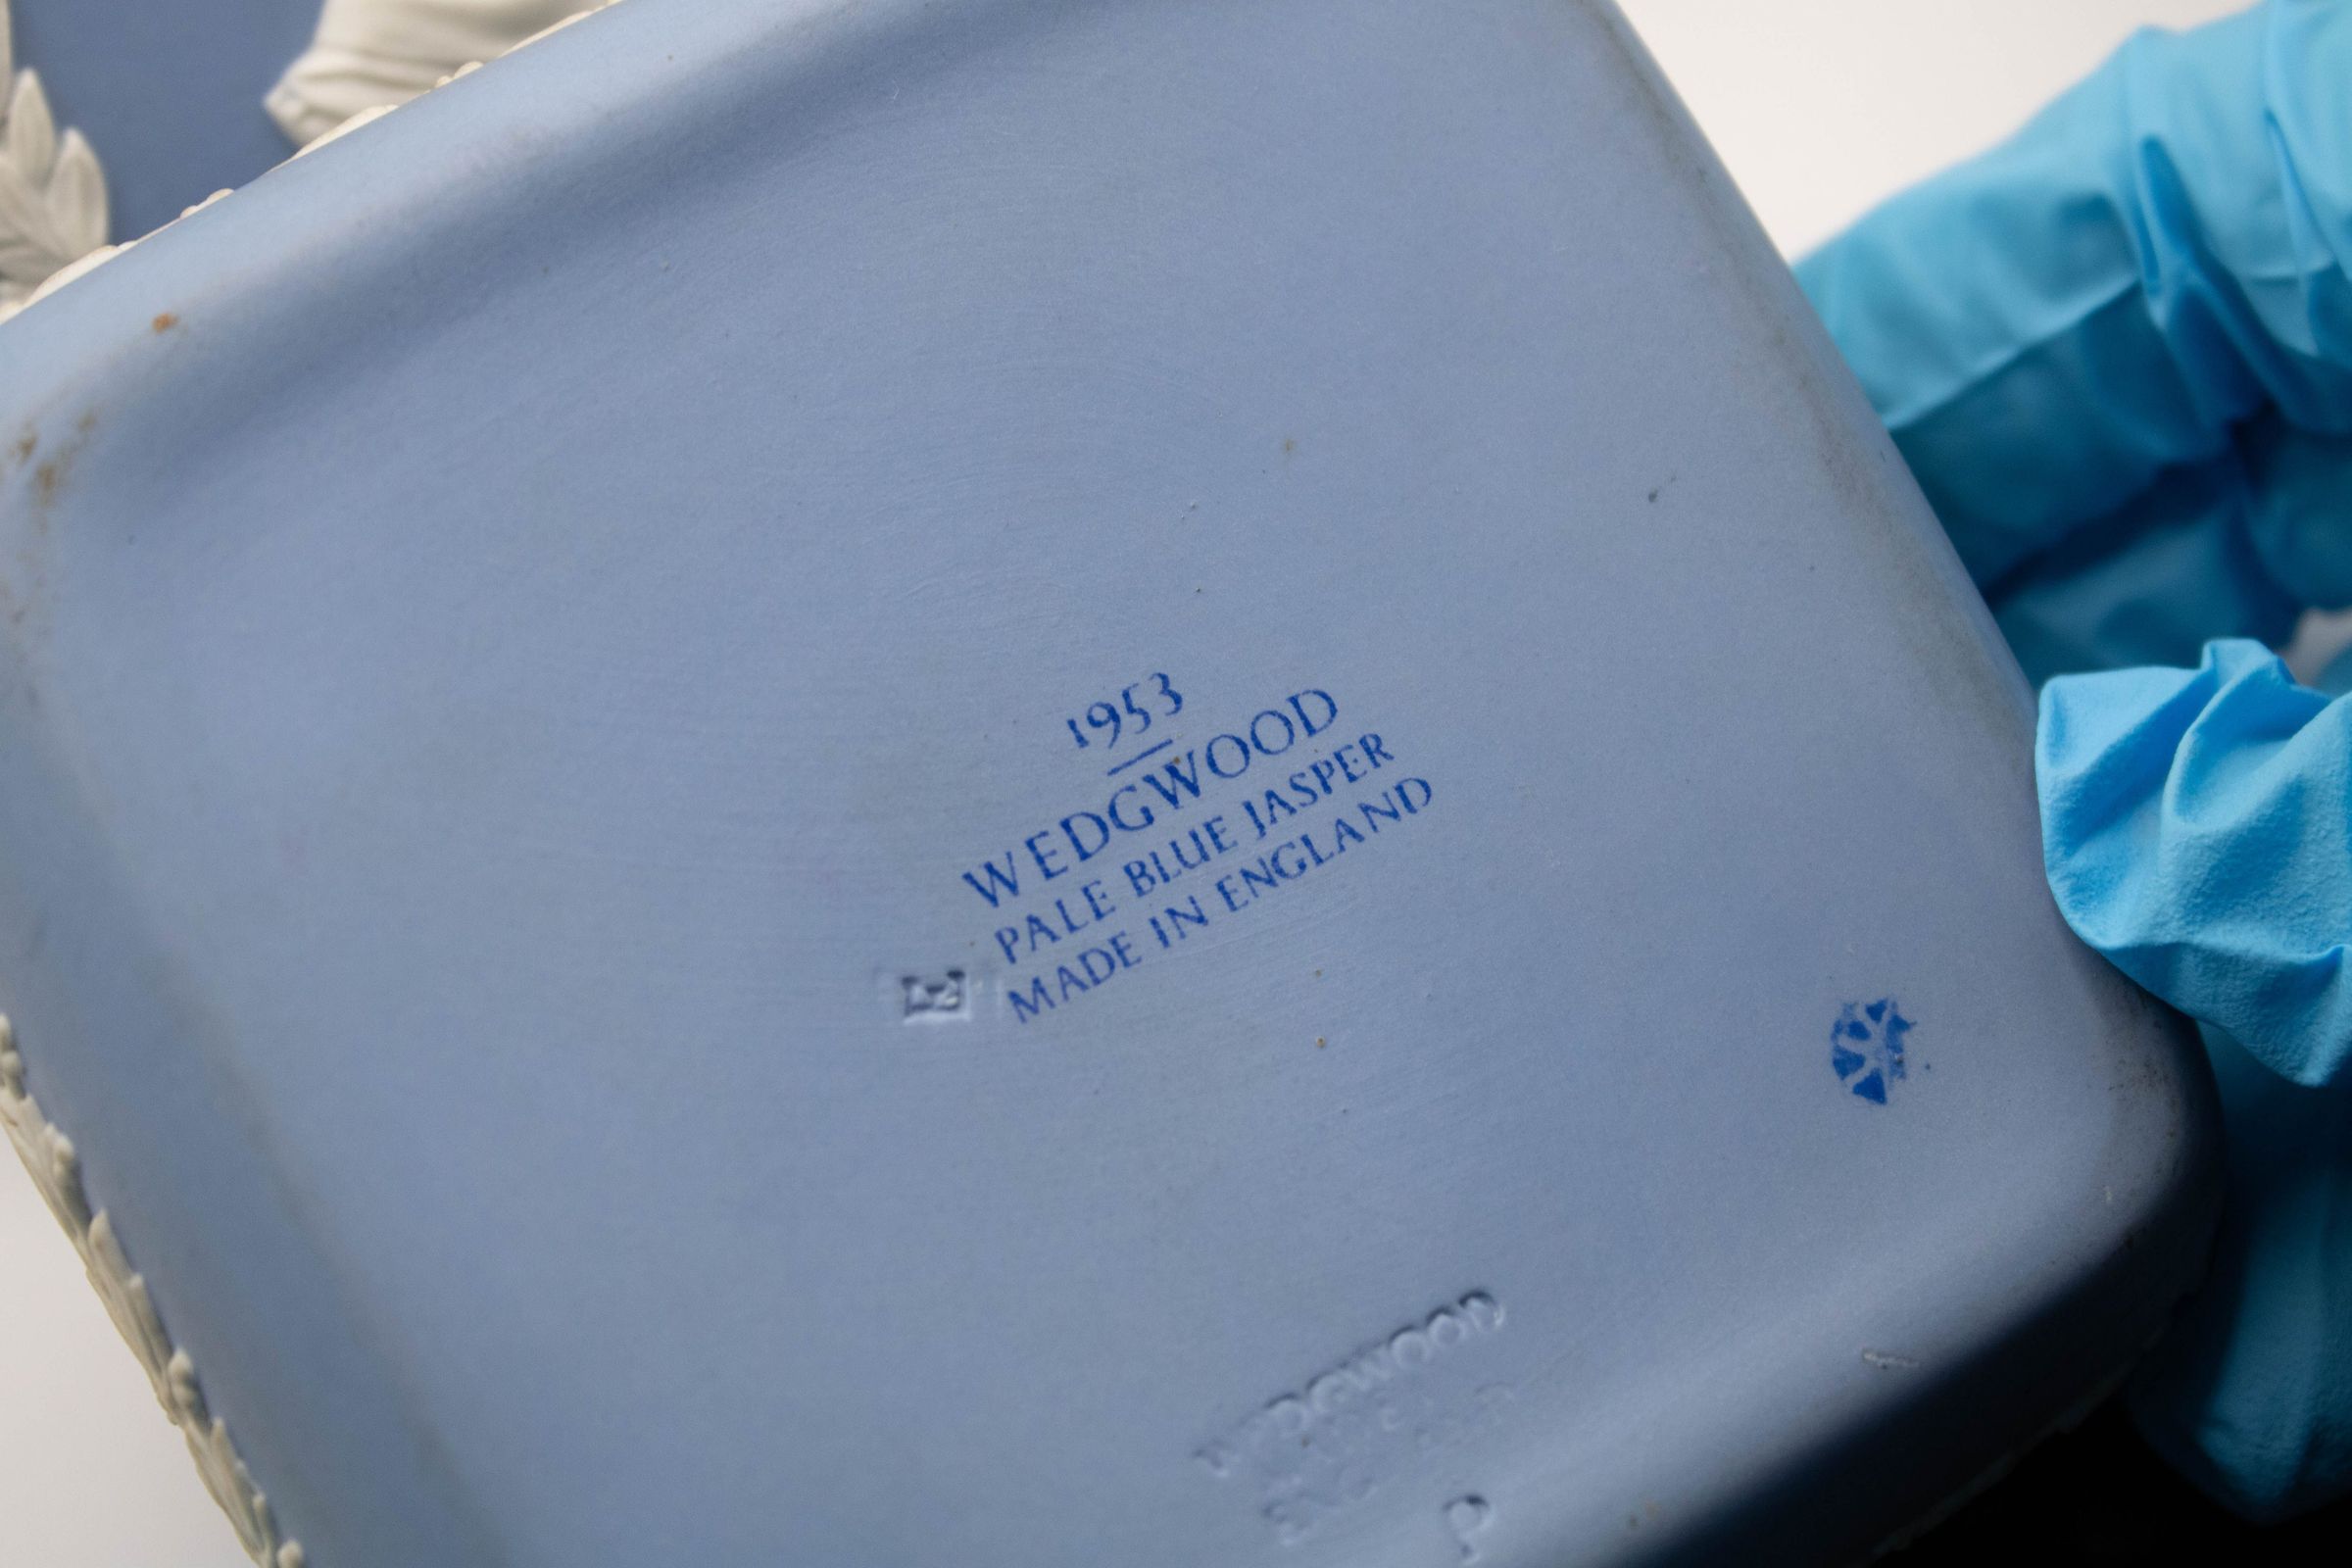 1953
WEDGWOOD
PALE BLUE JASPER
MADE IN ENGLAND
WEDGWOOD
P